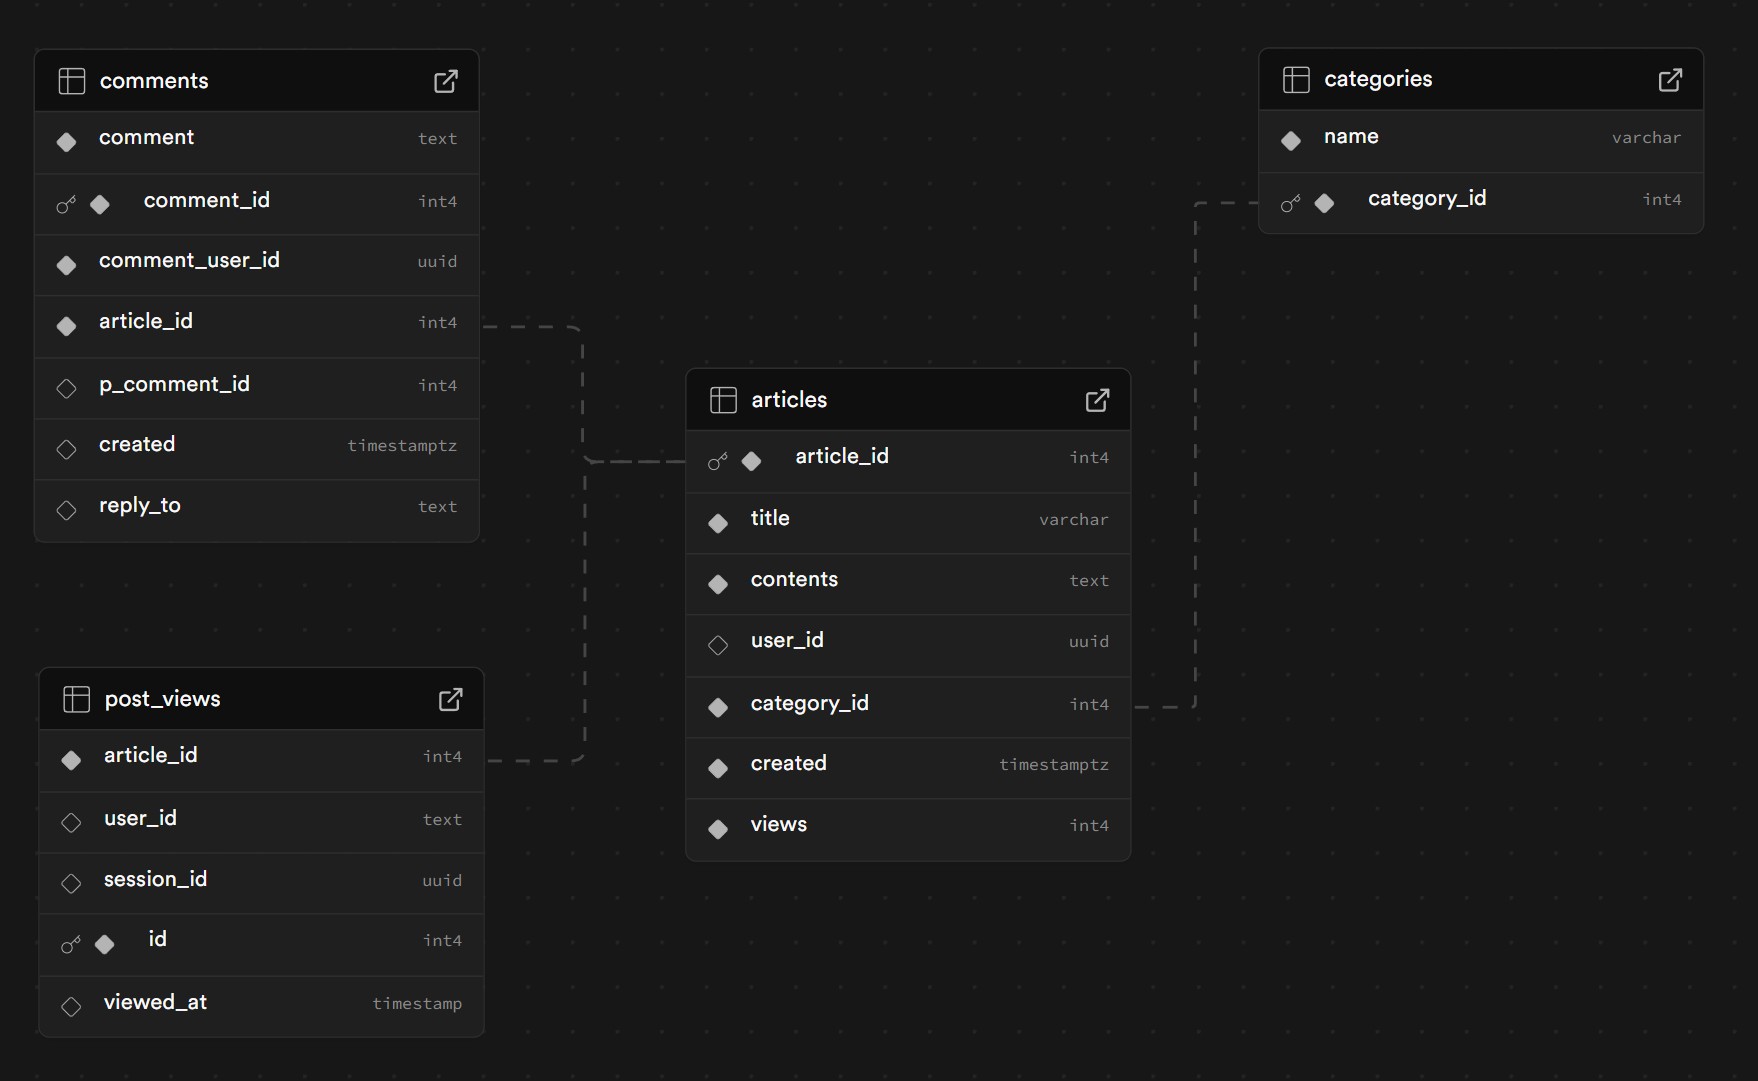 comments
comment text
comment_id int4
comment_user_id uuid
article_id int4
p_comment_id int4
created timestamptz
reply_to text
categories
name varchar
category_id int4
articles
article_id int4
title varchar
contents text
user_id uuid
category_id int4
created timestamptz
views int4
post_views
article_id int4
user_id text
session_id uuid
id int4
viewed_at timestamp